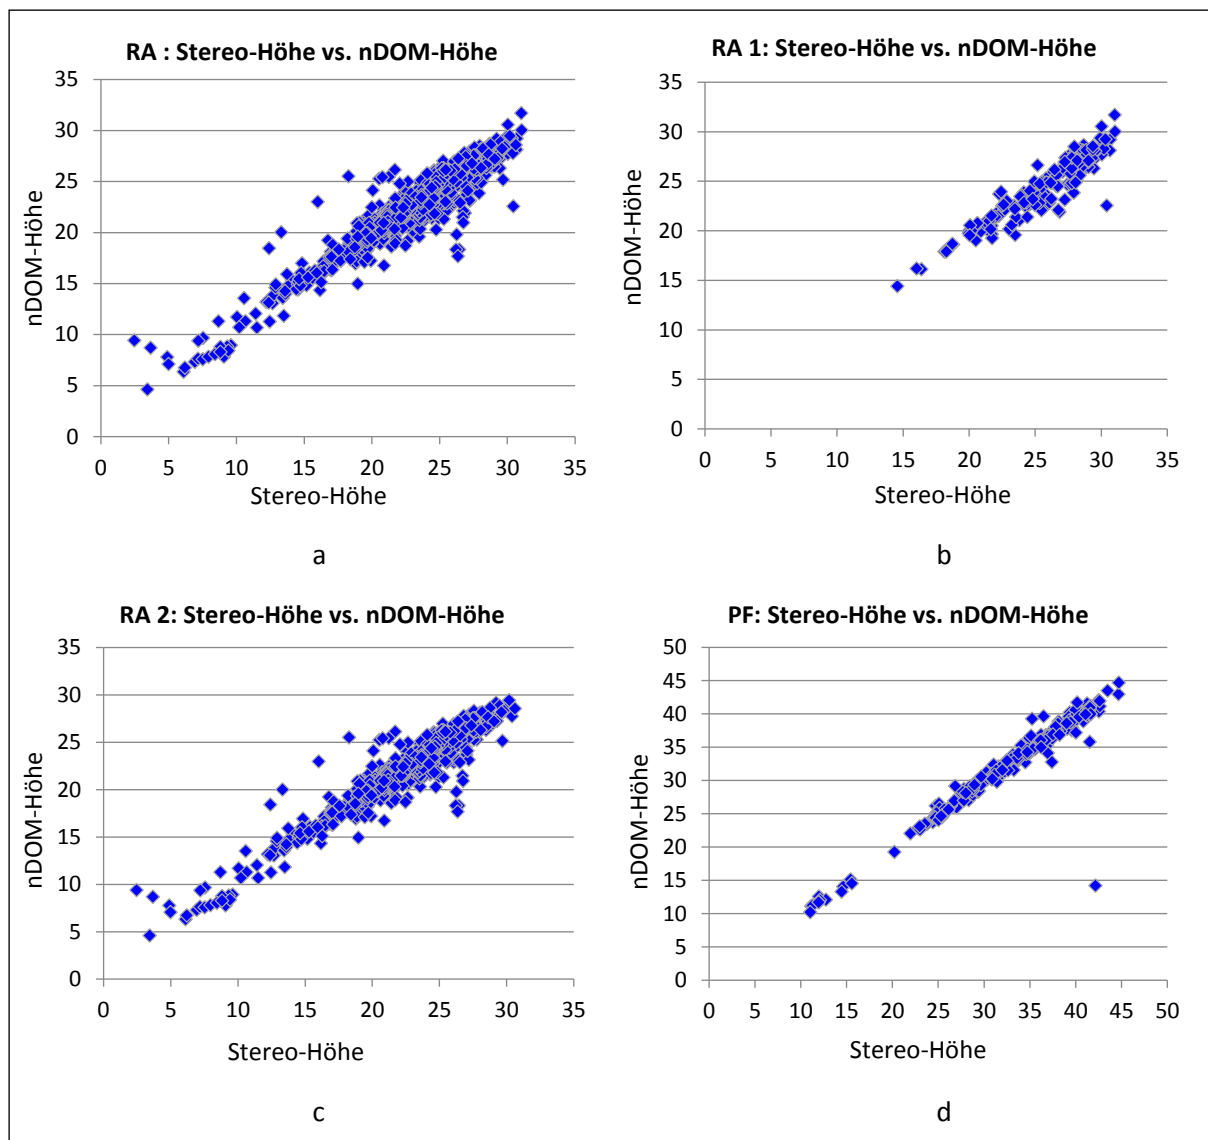 RA : Stereo-Höhe vs. nDOM-Höhe
35
30
25
20
15
10
5
0
nDOM-Höhe
0 5 10 15 20 25 30 35
Stereo-Höhe
a
RA 1: Stereo-Höhe vs. nDOM-Höhe
35
30
25
20
15
10
5
0
nDOM-Höhe
0 5 10 15 20 25 30 35
Stereo-Höhe
b
RA 2: Stereo-Höhe vs. nDOM-Höhe
35
30
25
20
15
10
5
0
nDOM-Höhe
0 5 10 15 20 25 30 35
Stereo-Höhe
c
PF: Stereo-Höhe vs. nDOM-Höhe
50
45
40
35
30
25
20
15
10
5
0
nDOM-Höhe
0 5 10 15 20 25 30 35 40 45 50
Stereo-Höhe
d